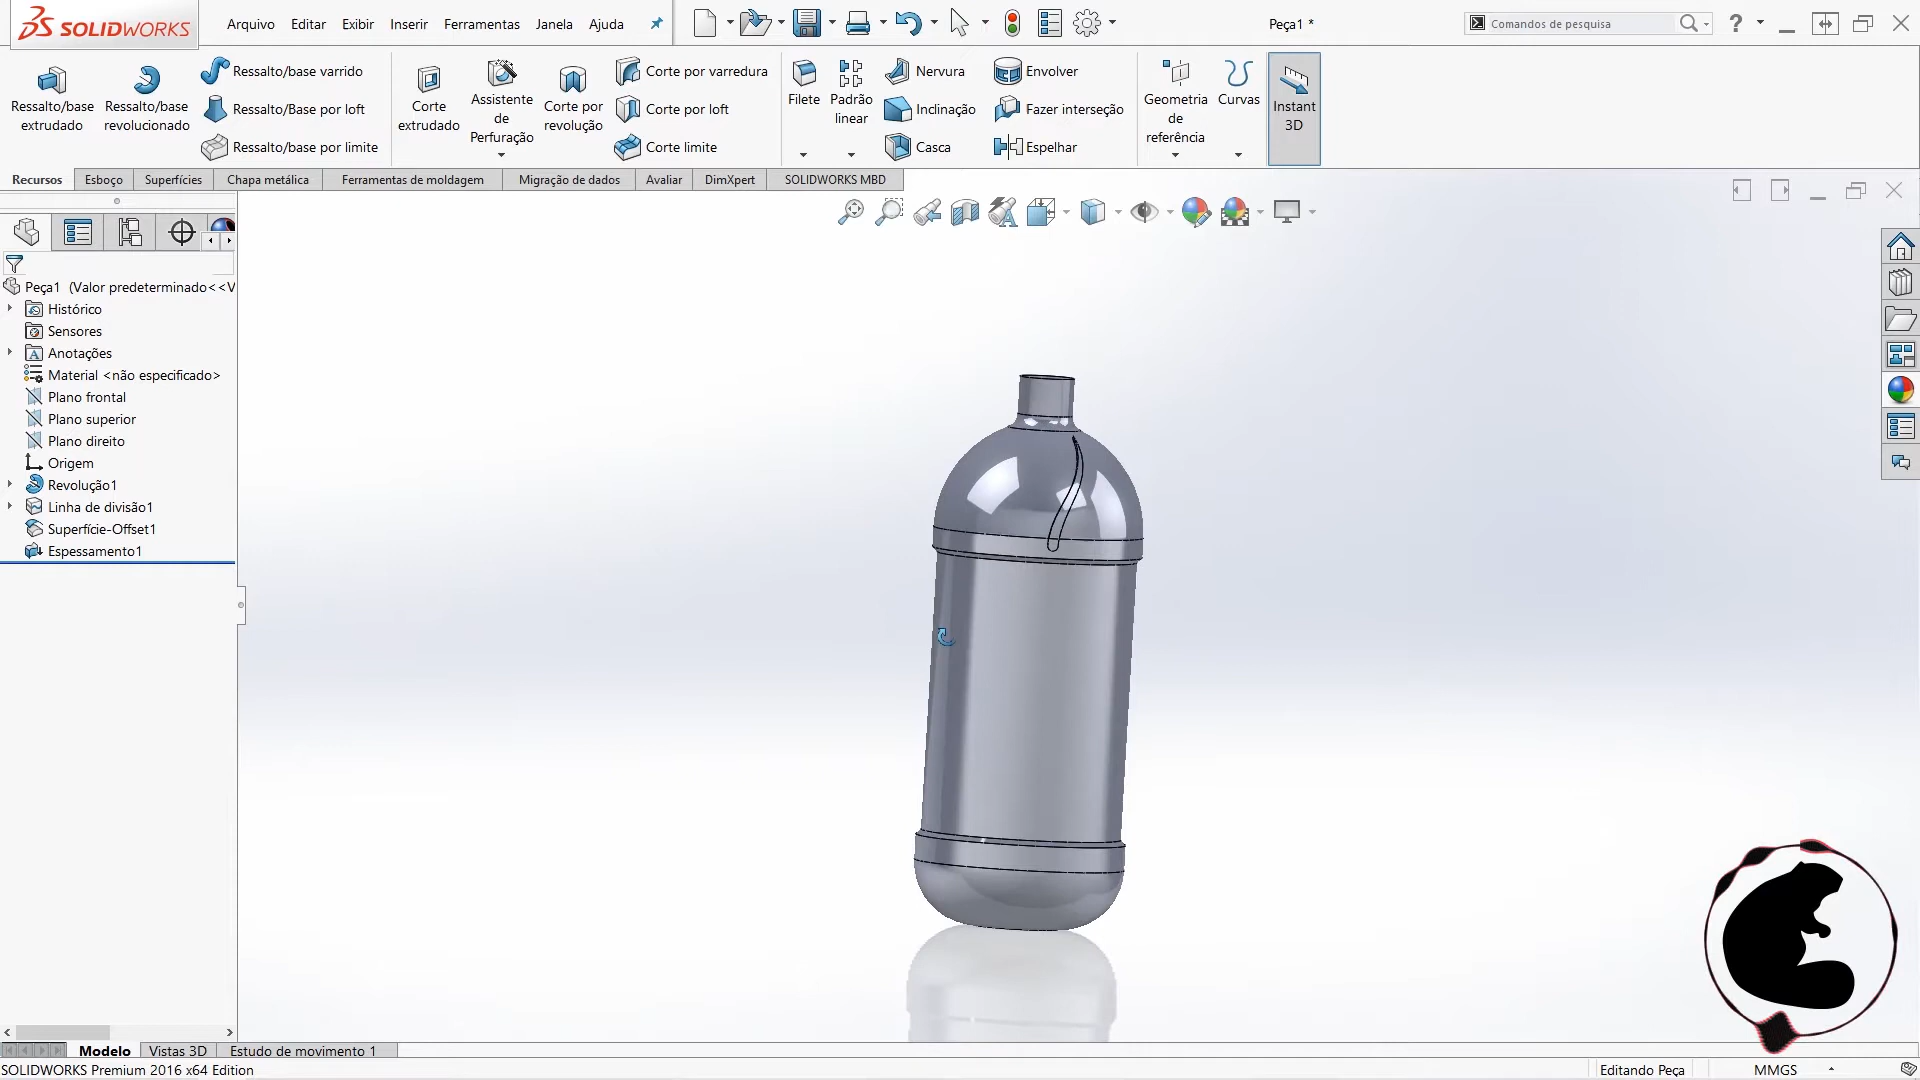 SOLIDWORKS
Arquivo Editar Exibir Inserir Ferramentas Janela Ajuda
Peça1 *
Comandos de pesquisa
?
Ressalto/base extrudado
Ressalto/base revolucionado
Ressalto/base varrido
Ressalto/Base por loft
Ressalto/base por limite
Corte extrudado
Assistente de Perfuração
Corte por revolução
Corte por varredura
Corte por loft
Corte limite
Filete
Padrão linear
Nervura
Inclinação
Casca
Envolver
Fazer interseção
Espelhar
Geometria de referência
Curvas
Instant 3D
Recursos Esboço Superfícies Chapa metálica Ferramentas de moldagem Migração de dados Avaliar DimXpert SOLIDWORKS MBD
Peça1 (Valor predeterminado<<V
Histórico
Sensores
Anotações
Material <não especificado>
Plano frontal
Plano superior
Plano direito
Origem
Revolução1
Linha de divisão1
Superfície-Offset1
Espessamento1
Modelo Vistas 3D Estudo de movimento 1
SOLIDWORKS Premium 2016 x64 Edition
Editando Peça MMGS